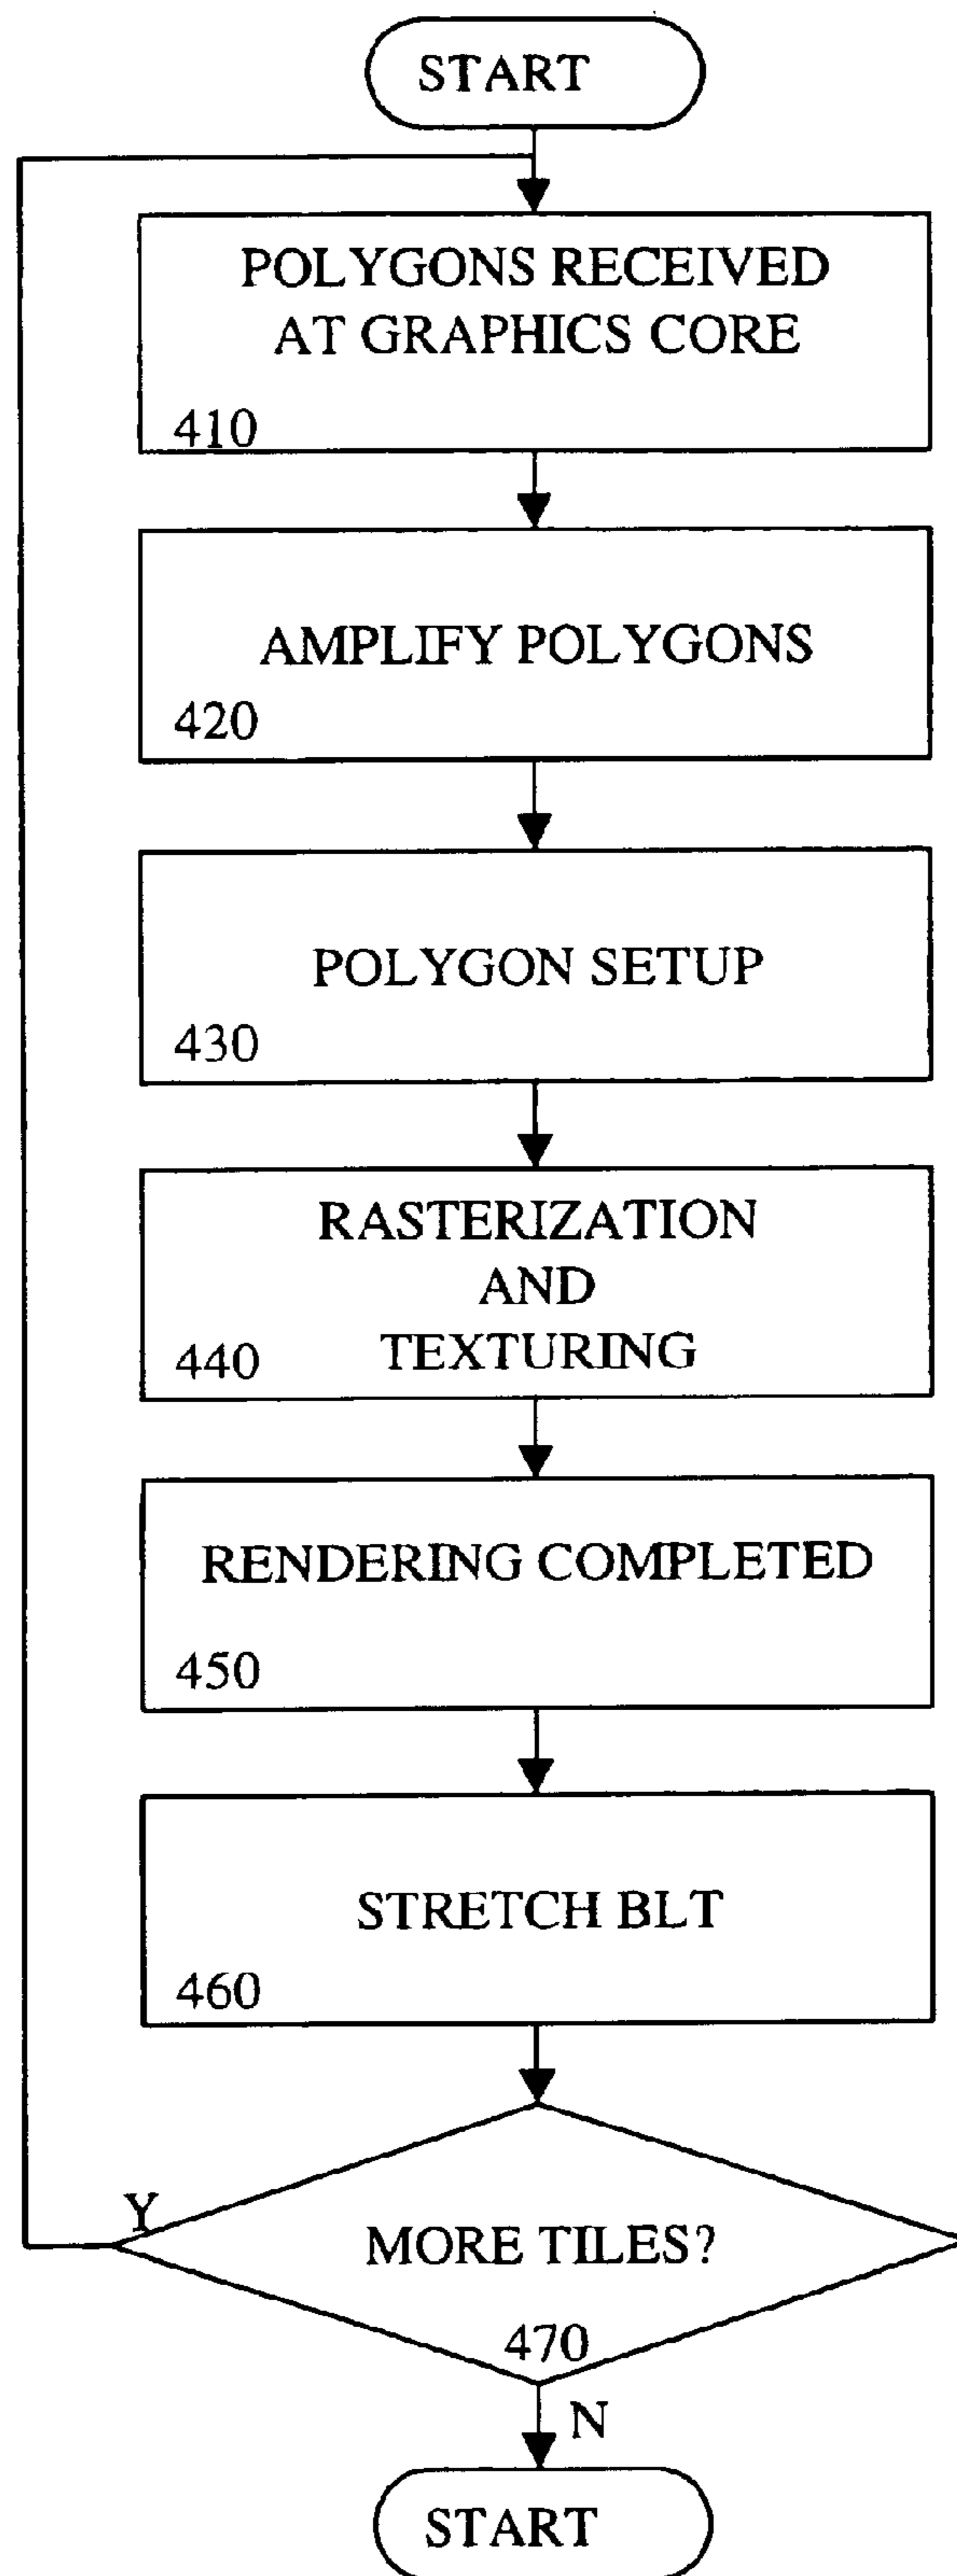 START
POLYGONS RECEIVED
AT GRAPHICS CORE
410
AMPLIFY POLYGONS
420
POLYGON SETUP
430
RASTERIZATION
AND
TEXTURING
440
RENDERING COMPLETED
450
STRETCH BLT
460
Y
MORE TILES?
470
N
START